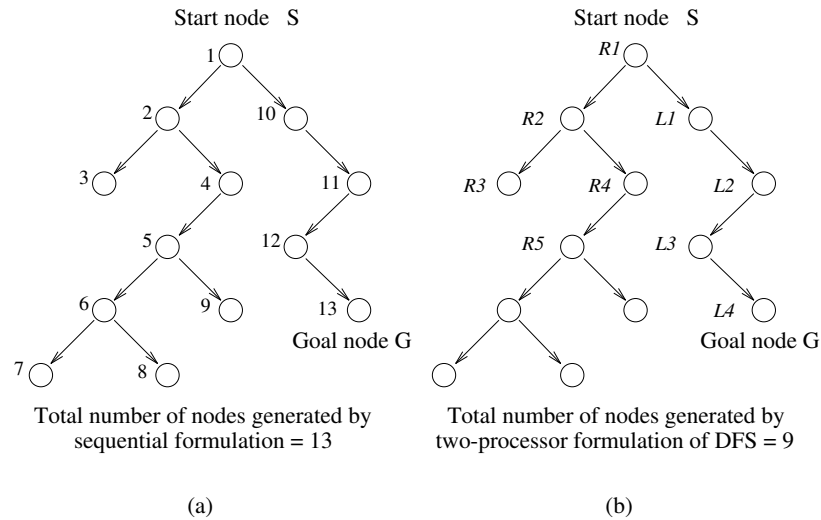 Start node S
1
2
10
3
4
11
5
12
6
9
13
Goal node G
7
8
Total number of nodes generated by
sequential formulation = 13
(a)
Start node S
R1
R2
L1
R3
R4
L2
R5
L3
L4
Goal node G
Total number of nodes generated by
two-processor formulation of DFS = 9
(b)